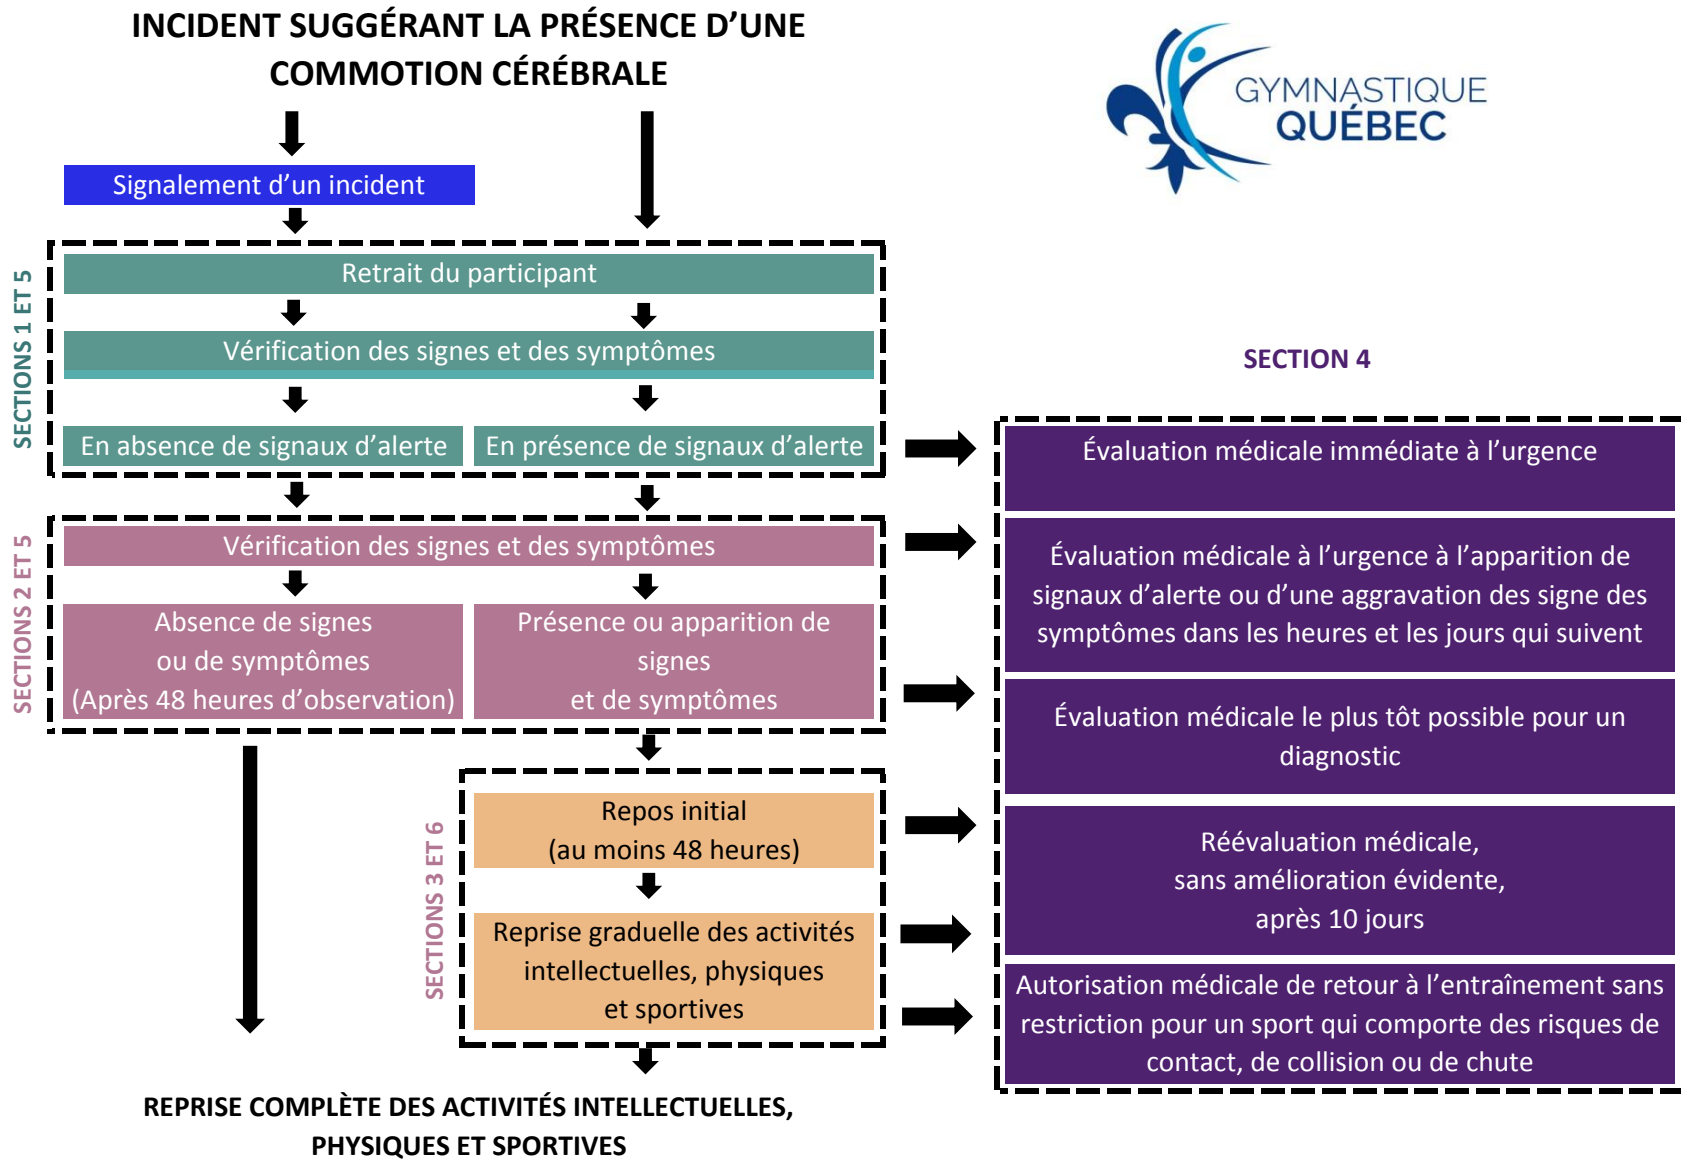 INCIDENT SUGGÉRANT LA PRÉSENCE D’UNE
COMMOTION CÉRÉBRALE
GYMNASTIQUE
QUÉBEC
Signalement d’un incident
SECTIONS 1 ET 5
Retrait du participant
Vérification des signes et des symptômes
En absence de signaux d’alerte
En présence de signaux d’alerte
SECTIONS 2 ET 5
Vérification des signes et des symptômes
Absence de signes
ou de symptômes
(Après 48 heures d’observation)
Présence ou apparition de
signes
et de symptômes
SECTIONS 3 ET 6
Repos initial
(au moins 48 heures)
Reprise graduelle des activités
intellectuelles, physiques
et sportives
SECTION 4
Évaluation médicale immédiate à l’urgence
Évaluation médicale à l’urgence à l’apparition de
signaux d’alerte ou d’une aggravation des signe des
symptômes dans les heures et les jours qui suivent
Évaluation médicale le plus tôt possible pour un
diagnostic
Réévaluation médicale,
sans amélioration évidente,
après 10 jours
Autorisation médicale de retour à l’entraînement sans
restriction pour un sport qui comporte des risques de
contact, de collision ou de chute
REPRISE COMPLÈTE DES ACTIVITÉS INTELLECTUELLES,
PHYSIQUES ET SPORTIVES